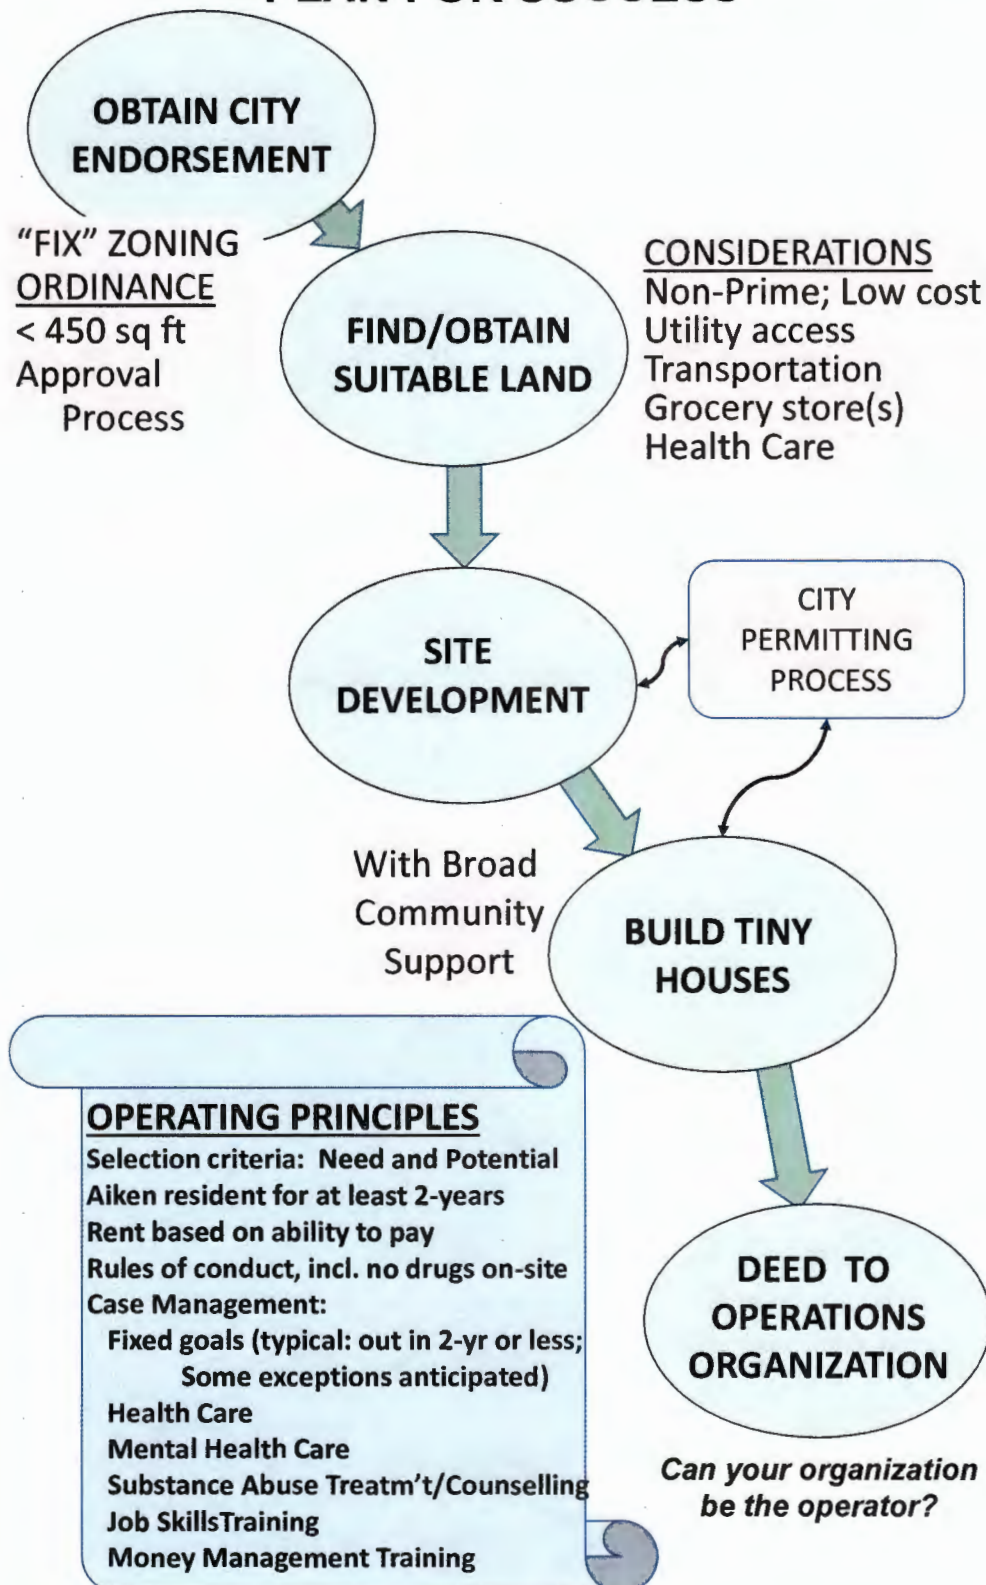 PLAN FOR SUCCESS
OBTAIN CITY
ENDORSEMENT
"FIX" ZONING
ORDINANCE
< 450 sq ft
Approval
Process
FIND/OBTAIN
SUITABLE LAND
CONSIDERATIONS
Non-Prime; Low cost
Utility access
Transportation
Grocery store(s)
Health Care
SITE
DEVELOPMENT
CITY
PERMITTING
PROCESS
With Broad
Community
Support
BUILD TINY
HOUSES
OPERATING PRINCIPLES
Selection criteria: Need and Potential
Aiken resident for at least 2-years
Rent based on ability to pay
Rules of conduct, incl. no drugs on-site
Case Management:
Fixed goals (typical: out in 2-yr or less;
Some exceptions anticipated)
Health Care
Mental Health Care
Substance Abuse Treatm't/Counselling
Job SkillsTraining
Money Management Training
DEED TO
OPERATIONS
ORGANIZATION
Can your organization
be the operator?